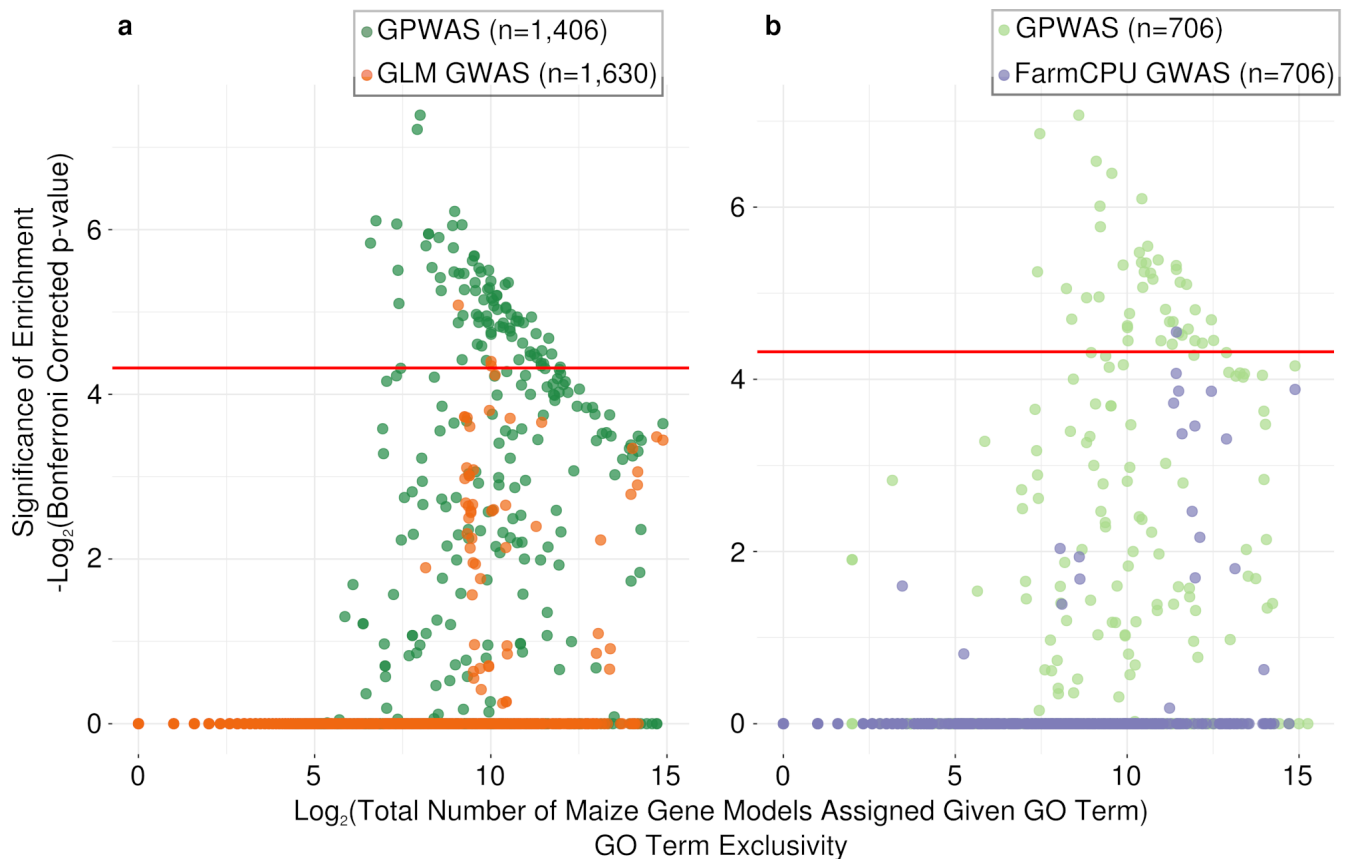 a
GPWAS (n=1,406)
GLM GWAS (n=1,630)
b
GPWAS (n=706)
FarmCPU GWAS (n=706)
Significance of Enrichment
-Log₂(Bonferroni Corrected p-value)
6
4
2
0
0
5
10
15
6
4
2
0
0
5
10
15
Log₂(Total Number of Maize Gene Models Assigned Given GO Term)
GO Term Exclusivity